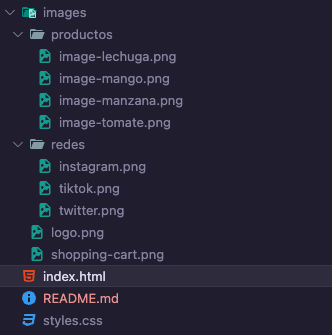 images
productos
image-lechuga.png
image-mango.png
image-manzana.png
image-tomate.png
redes
instagram.png
tiktok.png
twitter.png
logo.png
shopping-cart.png
index.html
README.md
styles.css